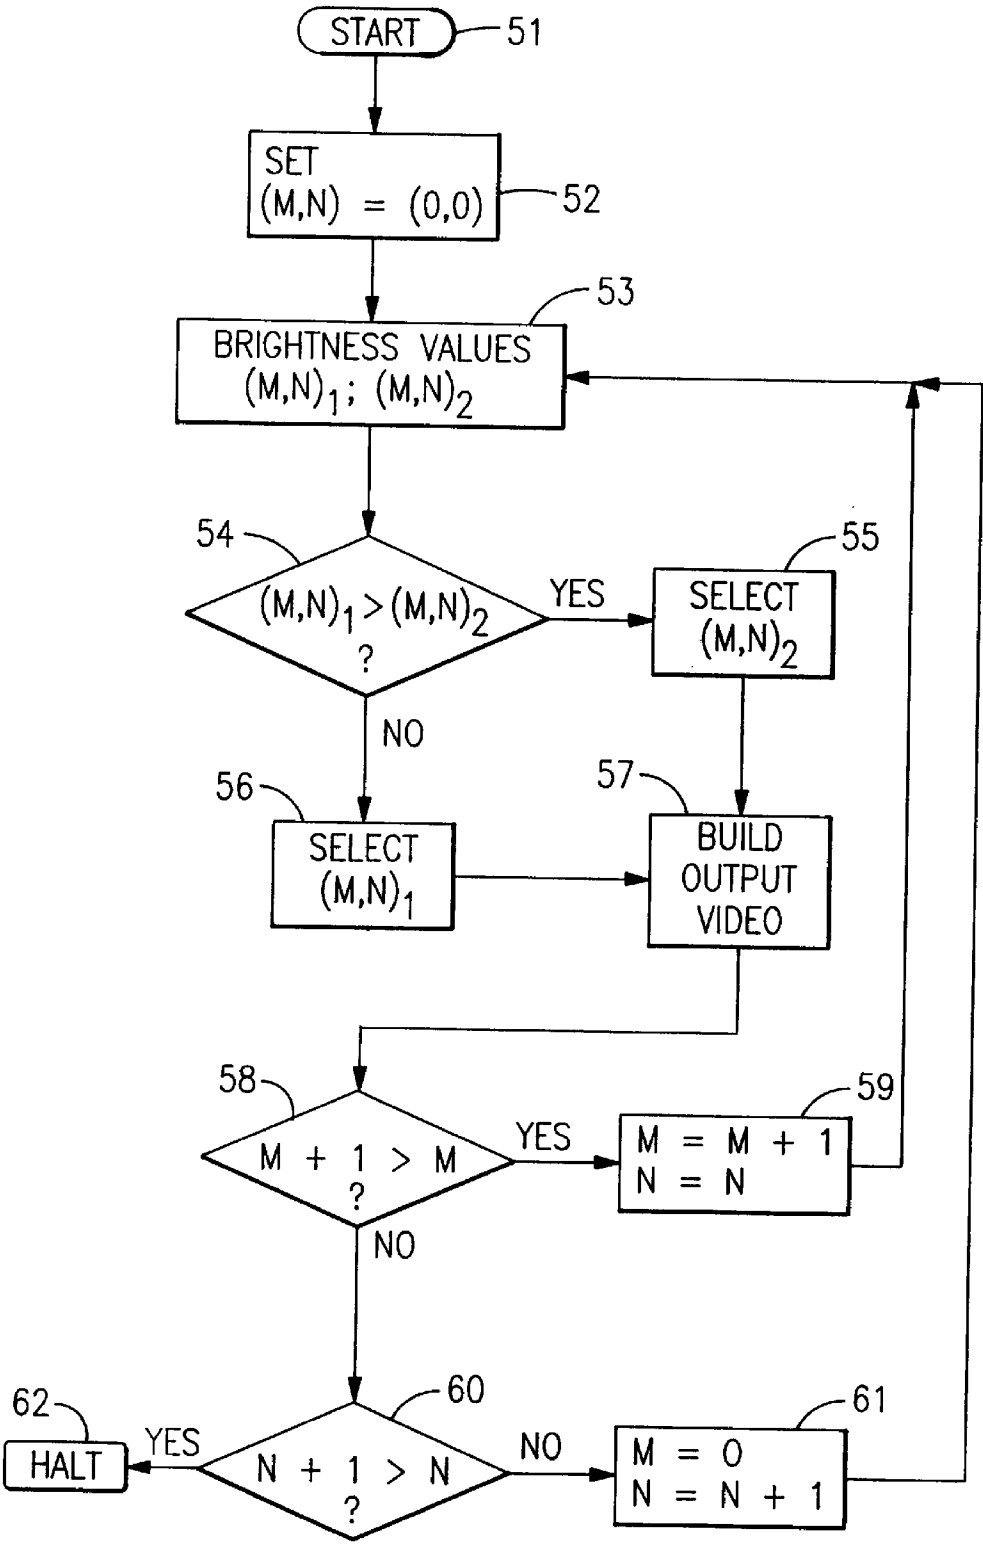 START
51
SET
(M,N) = (0,0)
52
53
BRIGHTNESS VALUES
(M,N)1; (M,N)2
54
(M,N)1 > (M,N)2
?
YES
55
SELECT
(M,N)2
NO
56
SELECT
(M,N)1
57
BUILD
OUTPUT
VIDEO
58
M + 1 > M
?
YES
59
M = M + 1
N = N
NO
60
N + 1 > N
?
YES
62
HALT
NO
61
M = 0
N = N + 1